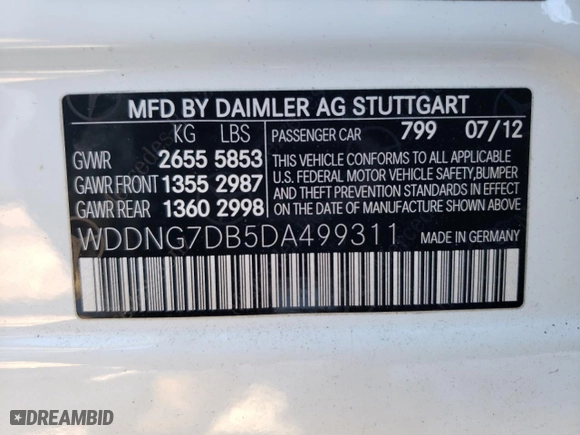 MFD BY DAIMLER AG STUTTGART
KG LBS PASSENGER CAR 799 07/12
GVWR 2655 5853 THIS VEHICLE CONFORMS TO ALL APPLICABLE
GAWR FRONT 1355 2987 U.S. FEDERAL MOTOR VEHICLE SAFETY, BUMPER
GAWR REAR 1360 2998 AND THEFT PREVENTION STANDARDS IN EFFECT
ON DATE OF MANUFACTURE SHOWN ABOVE.
WDDNG7DB5DA499311 MADE IN GERMANY
DREAMBID